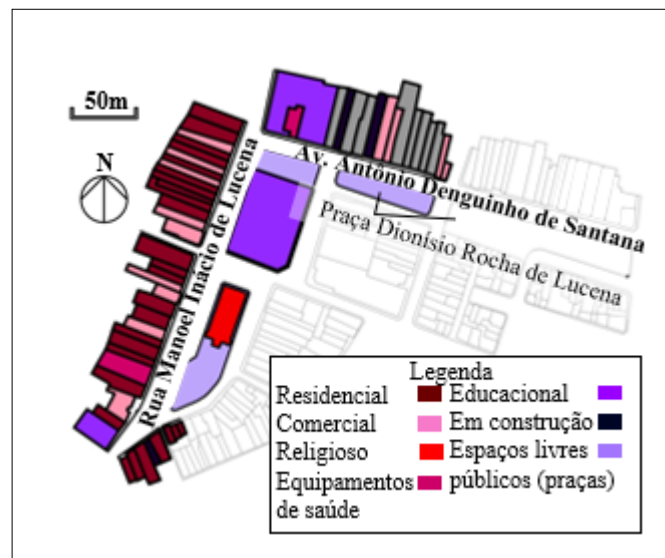 50m
N
Av. Antônio Denguinho de Santana
Praça Dionísio Rocha de Lucena
Rua Manoel Inácio de Lucena
Legenda
Residencial Educacional
Comercial Em construção
Religioso Espaços livres
Equipamentos públicos (praças)
de saúde